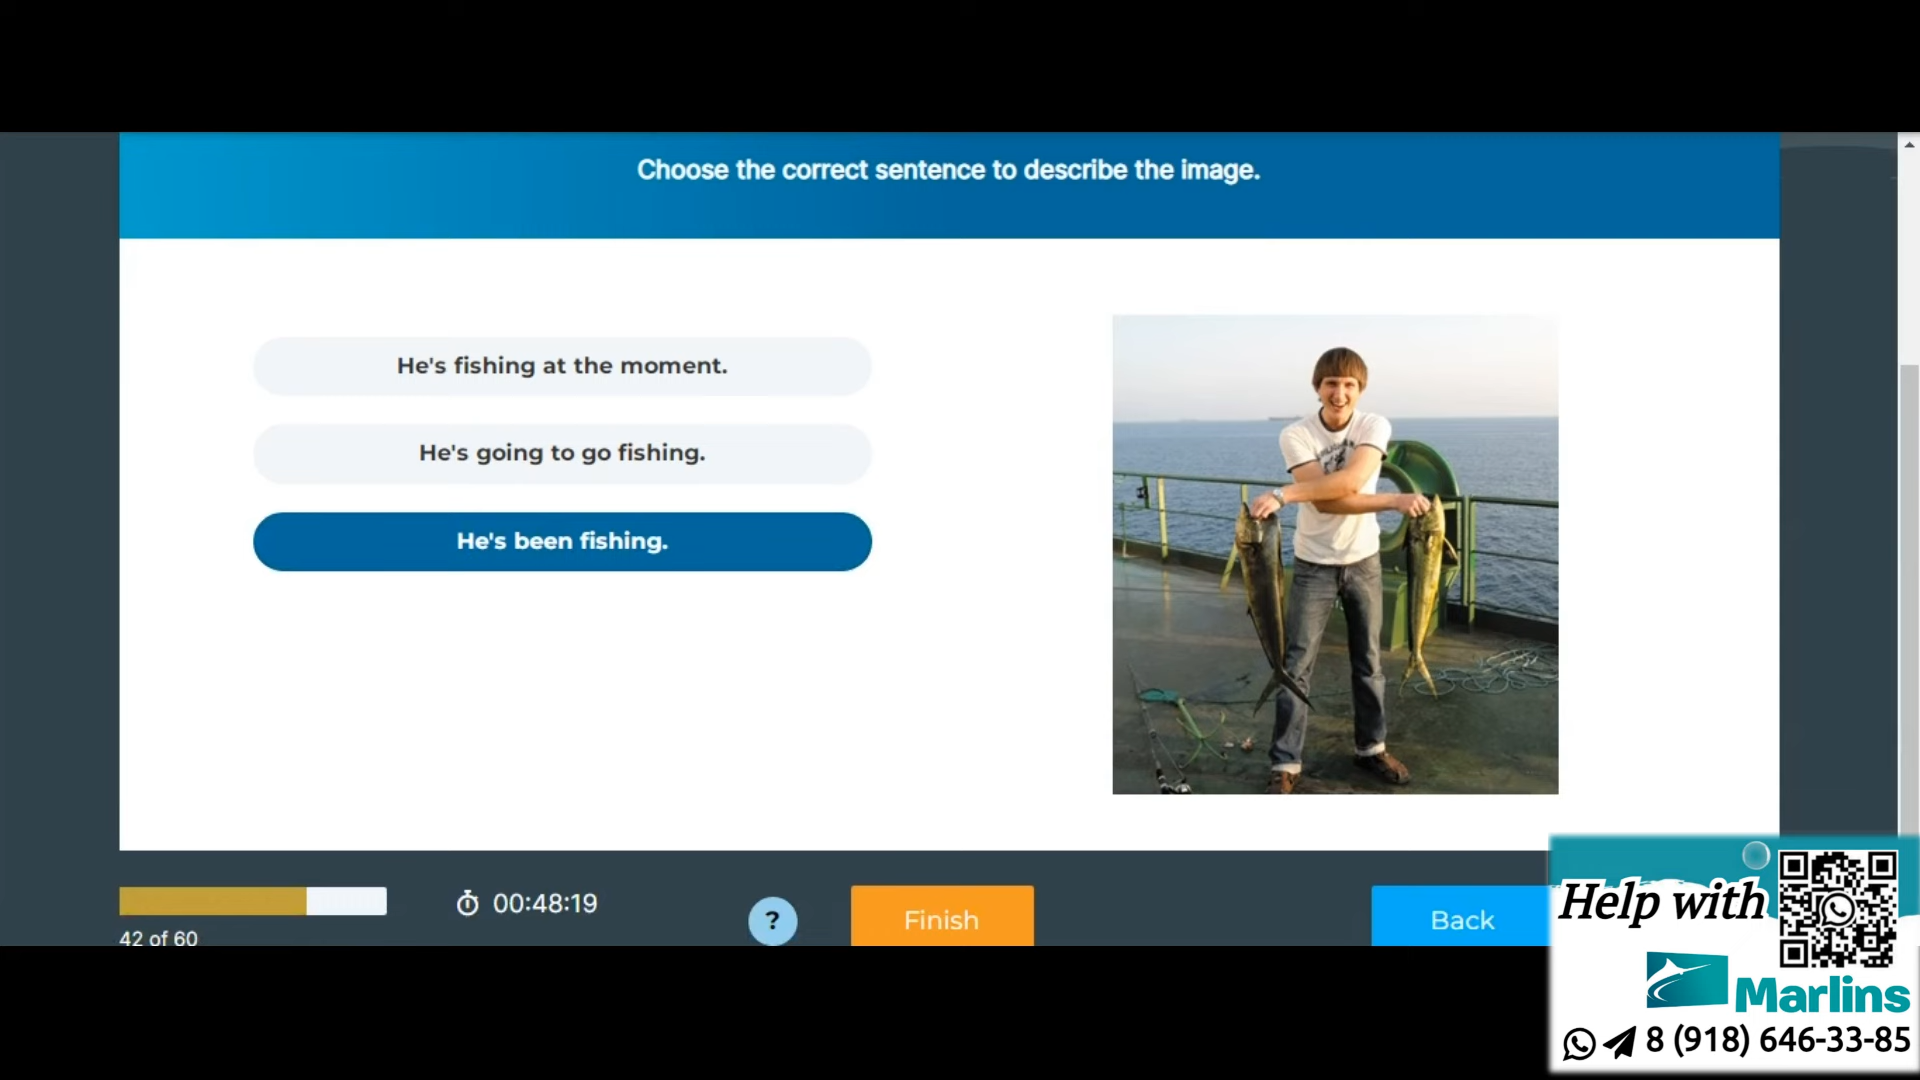 Choose the correct sentence to describe the image.
He's fishing at the moment.
He's going to go fishing.
He's been fishing.
00:48:19
?
Finish
Back
42 of 60
Help with
Marlins
8 (918) 646-33-85